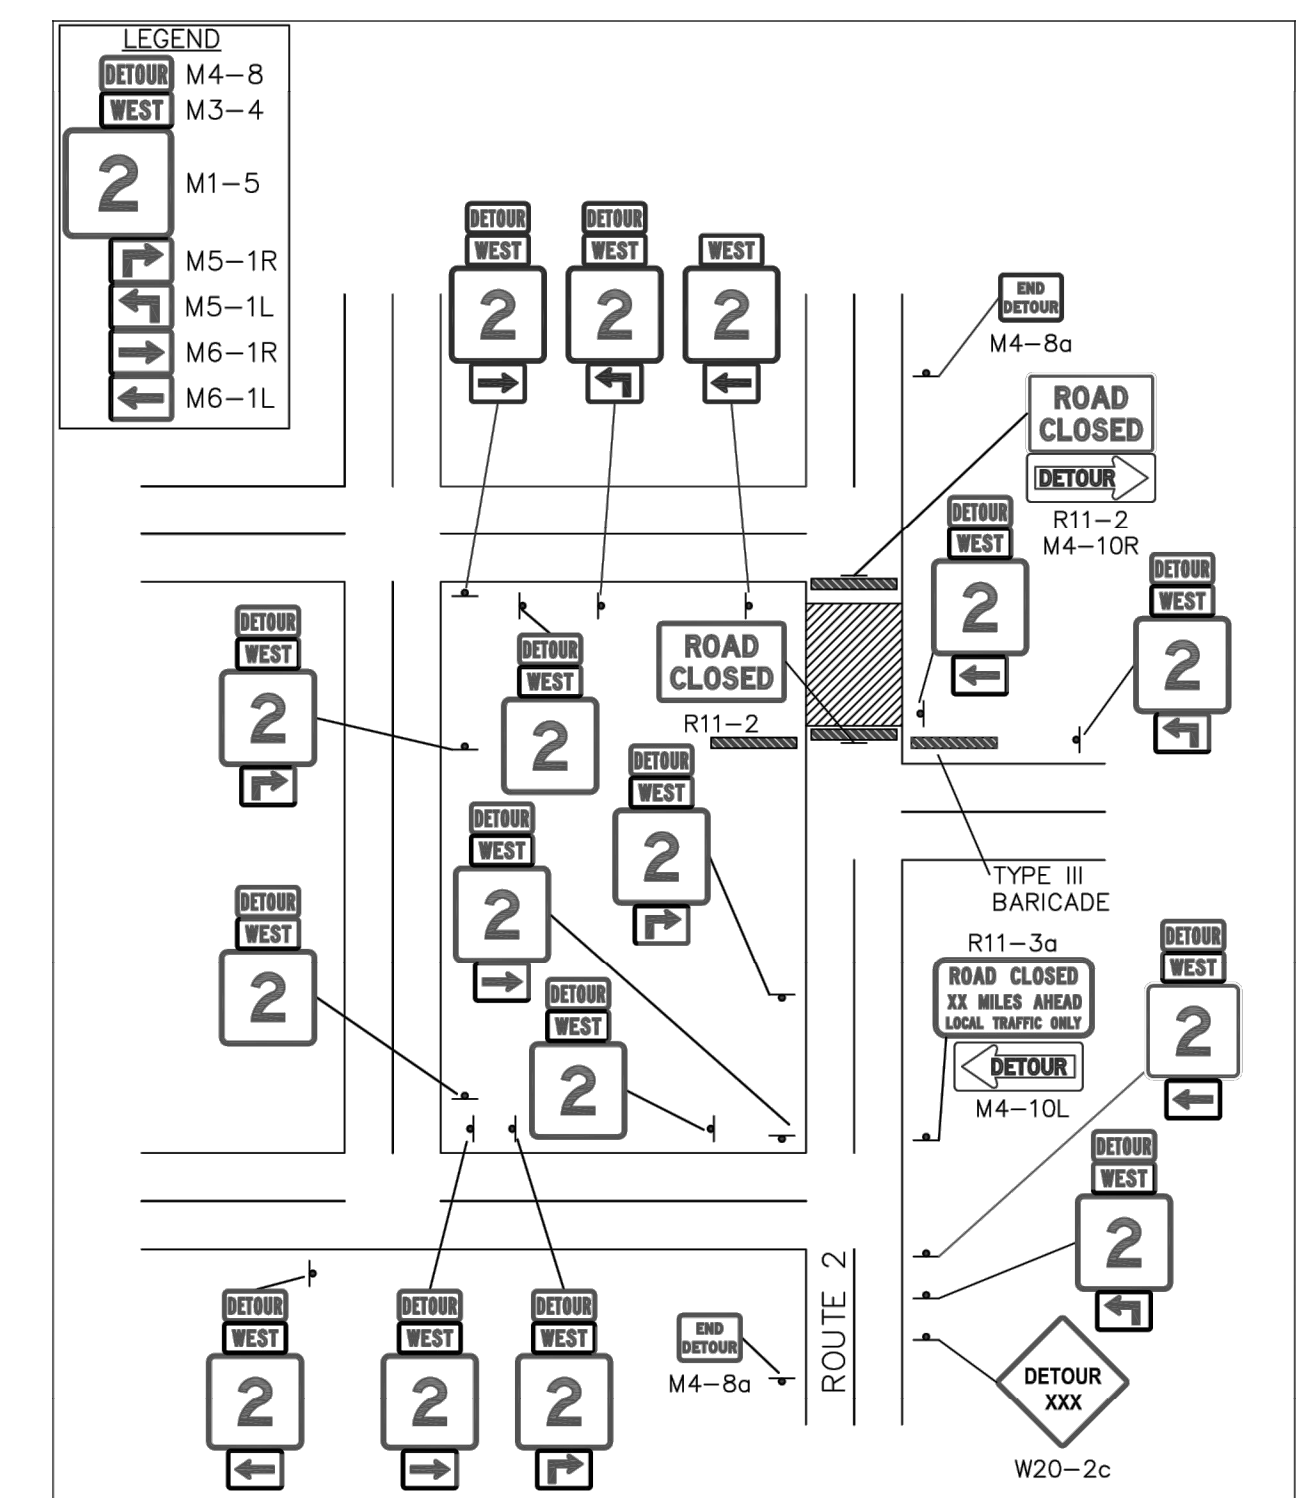 LEGEND
DETOUR M4-8
WEST M3-4
2 M1-5
M5-1R
M5-1L
M6-1R
M6-1L
DETOUR
WEST
2
DETOUR
WEST
2
WEST
2
END
DETOUR
M4-8a
ROAD
CLOSED
DETOUR
R11-2
M4-10R
DETOUR
WEST
2
DETOUR
WEST
2
DETOUR
WEST
2
DETOUR
WEST
2
ROAD
CLOSED
R11-2
DETOUR
WEST
2
DETOUR
WEST
2
TYPE III
BARICADE
DETOUR
WEST
2
DETOUR
WEST
2
R11-3a
ROAD CLOSED
XX MILES AHEAD
LOCAL TRAFFIC ONLY
DETOUR
M4-10L
DETOUR
WEST
2
DETOUR
WEST
2
DETOUR
WEST
2
DETOUR
WEST
2
DETOUR
WEST
2
END
DETOUR
M4-8a
ROUTE 2
DETOUR
XXX
W20-2c